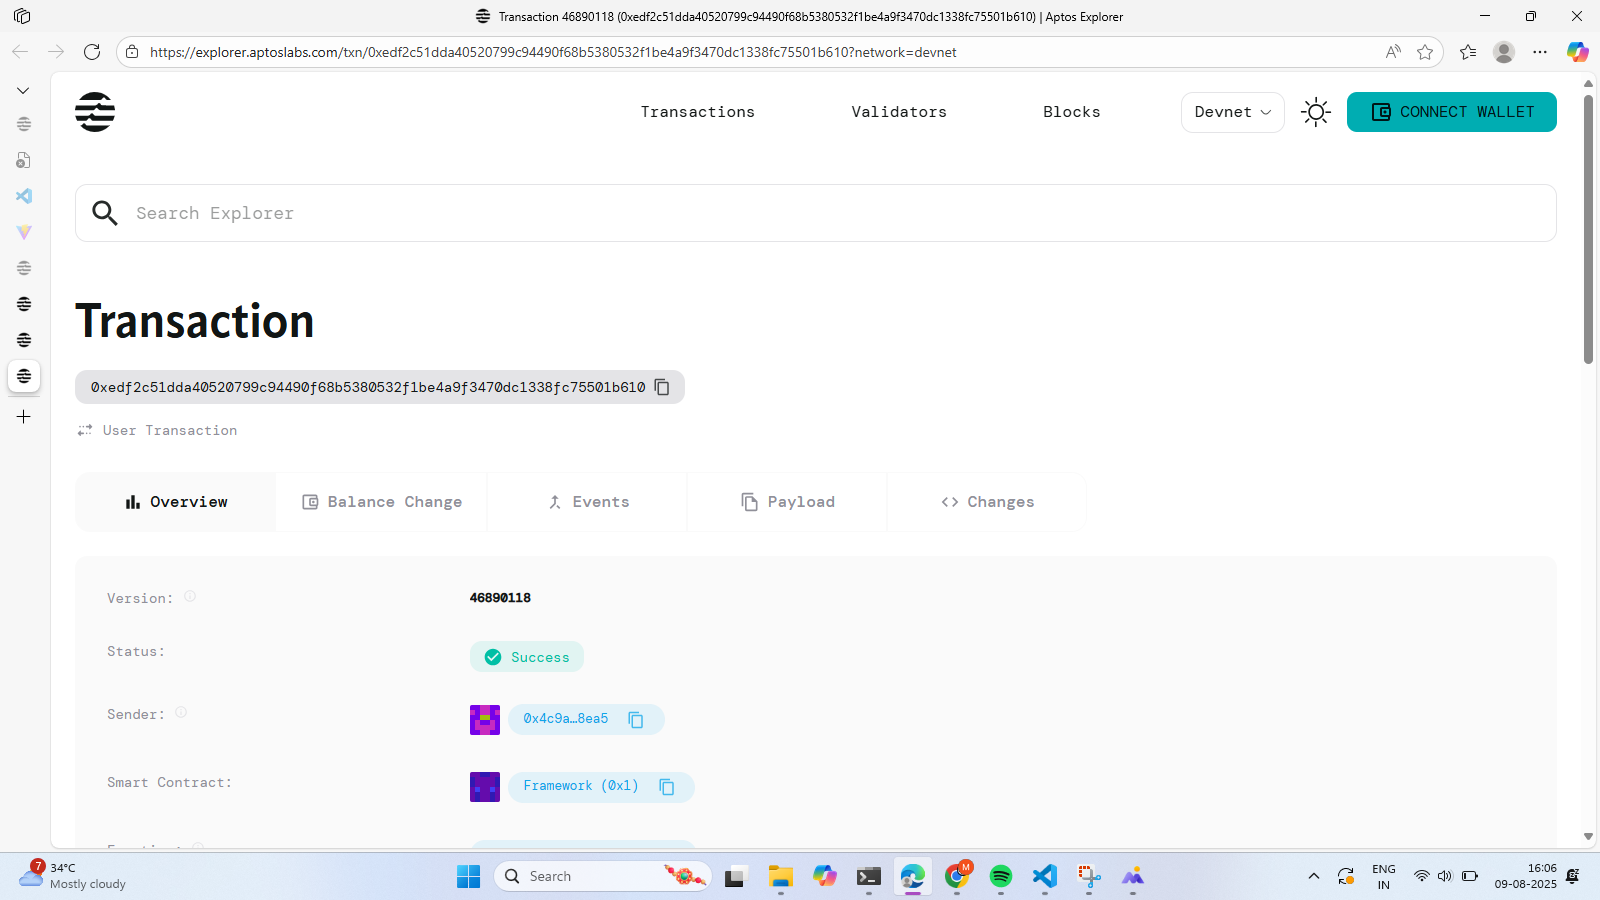 Transaction 46890118 (0xedf2c51dda40520799c94490f68b5380532f1be4a9f3470dc1338fc75501b610) | Aptos Explorer
https://explorer.aptoslabs.com/txn/0xedf2c51dda40520799c94490f68b5380532f1be4a9f3470dc1338fc75501b610?network=devnet
Transactions
Validators
Blocks
Devnet
CONNECT WALLET
Search Explorer
Transaction
0xedf2c51dda40520799c94490f68b5380532f1be4a9f3470dc1338fc75501b610
User Transaction
Overview
Balance Change
Events
Payload
Changes
Version:
46890118
Status:
Success
Sender:
0x4c9a…8ea5
Smart Contract:
Framework (0x1)
7
34°C
Mostly cloudy
Search
M
ENG
IN
16:06
09-08-2025